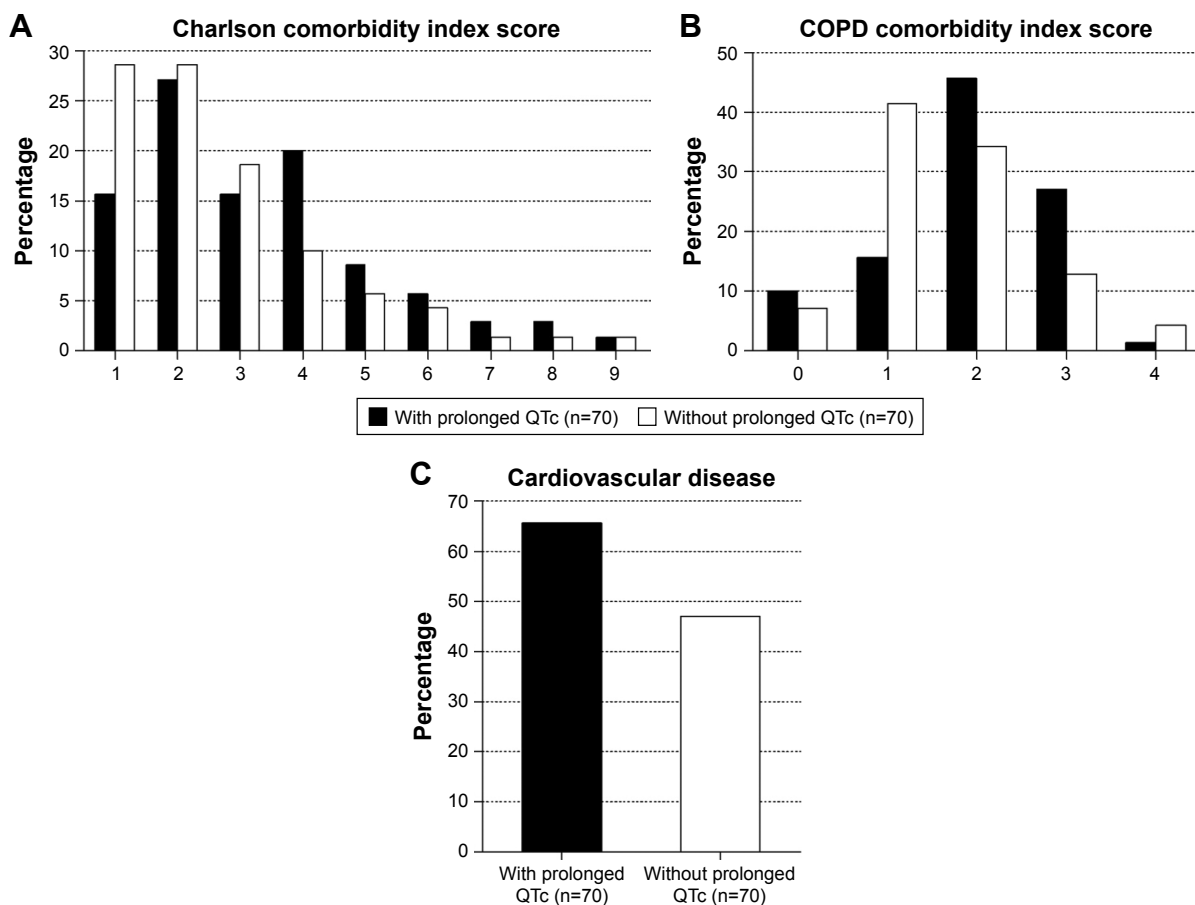 A
Charlson comorbidity index score
Percentage
30
25
20
15
10
5
0
1 2 3 4 5 6 7 8 9
B
COPD comorbidity index score
Percentage
50
40
30
20
10
0
0 1 2 3 4
With prolonged QTc (n=70) Without prolonged QTc (n=70)
C
Cardiovascular disease
Percentage
70
60
50
40
30
20
10
0
With prolonged
QTc (n=70)
Without prolonged
QTc (n=70)